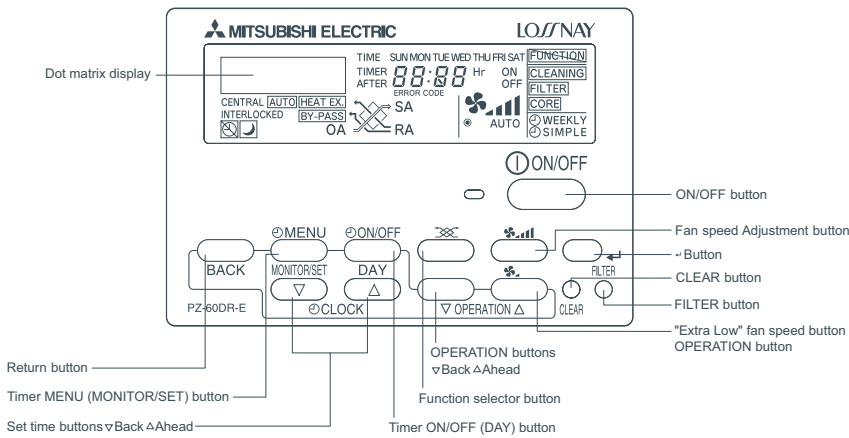 MITSUBISHI ELECTRIC
LOSSNAY
TIME SUN MON TUE WED THU FRI SAT FUNCTION
TIMER 88:88 Hr ON CLEANING
AFTER OFF FILTER
ERROR CODE
CENTRAL AUTO HEAT EX. SA CORE
INTERLOCKED BY-PASS AUTO WEEKLY
OA RA SIMPLE
Dot matrix display
ON/OFF
ON/OFF button
MENU ON/OFF
Fan speed Adjustment button
↵Button
BACK MONITOR/SET DAY FILTER
CLEAR button
▽ △
PZ-60DR-E CLOCK ▽ OPERATION △ CLEAR
FILTER button
"Extra Low" fan speed button
OPERATION button
OPERATION buttons
▽Back △Ahead
Return button
Function selector button
Timer MENU (MONITOR/SET) button
Set time buttons ▽Back △Ahead
Timer ON/OFF (DAY) button